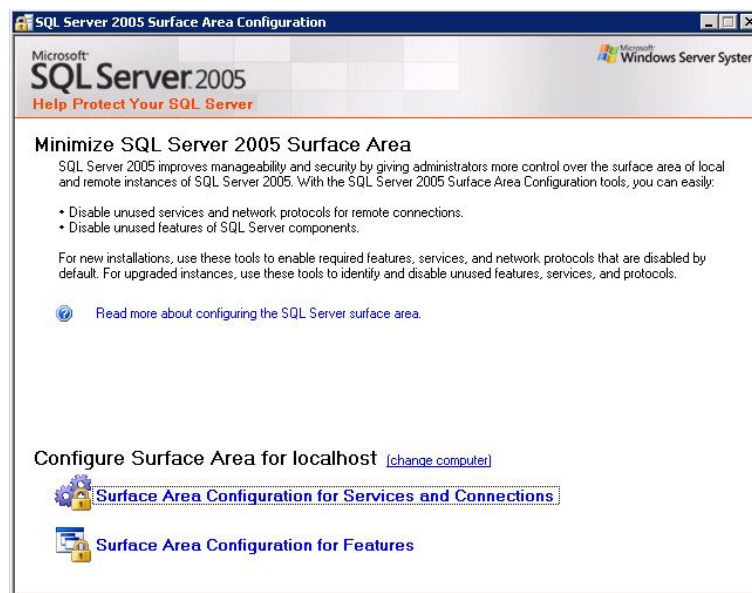 SQL Server 2005 Surface Area Configuration
Microsoft
SQL Server 2005
Help Protect Your SQL Server
Microsoft
Windows Server System
Minimize SQL Server 2005 Surface Area
SQL Server 2005 improves manageability and security by giving administrators more control over the surface area of local
and remote instances of SQL Server 2005. With the SQL Server 2005 Surface Area Configuration tools, you can easily:
• Disable unused services and network protocols for remote connections.
• Disable unused features of SQL Server components.
For new installations, use these tools to enable required features, services, and network protocols that are disabled by
default. For upgraded instances, use these tools to identify and disable unused features, services, and protocols.
Read more about configuring the SQL Server surface area.
Configure Surface Area for localhost (change computer)
Surface Area Configuration for Services and Connections
Surface Area Configuration for Features